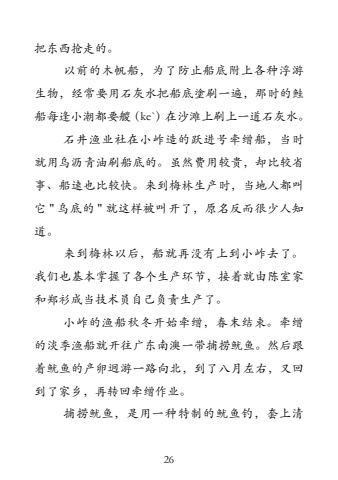 把东西抢走的。
以前的木帆船，为了防止船底附上各种浮游
生物，经常要用石灰水把船底塗刷一遍，那时的鲑
船每逢小潮都要艘（ke`）在沙滩上刷上一道石灰水。
石井渔业社在小岞造的跃进号牵缯船，当时
就用乌沥青油刷船底的。虽然费用较贵，却比较省
事、船速也比较快。来到梅林生产时，当地人都叫
它"乌底的"就这样被叫开了，原名反而很少人知
道。
来到梅林以后，船就再没有上到小岞去了。
我们也基本掌握了各个生产环节，接着就由陈室家
和郑衫成当技术员自己负责生产了。
小岞的渔船秋冬开始牵缯，春末结束。牵缯
的淡季渔船就开往广东南澳一带捕捞鱿鱼。然后跟
着鱿鱼的产卵迥游一路向北，到了八月左右，又回
到了家乡，再转回牵缯作业。
捕捞鱿鱼，是用一种特制的鱿鱼钓，套上清
26